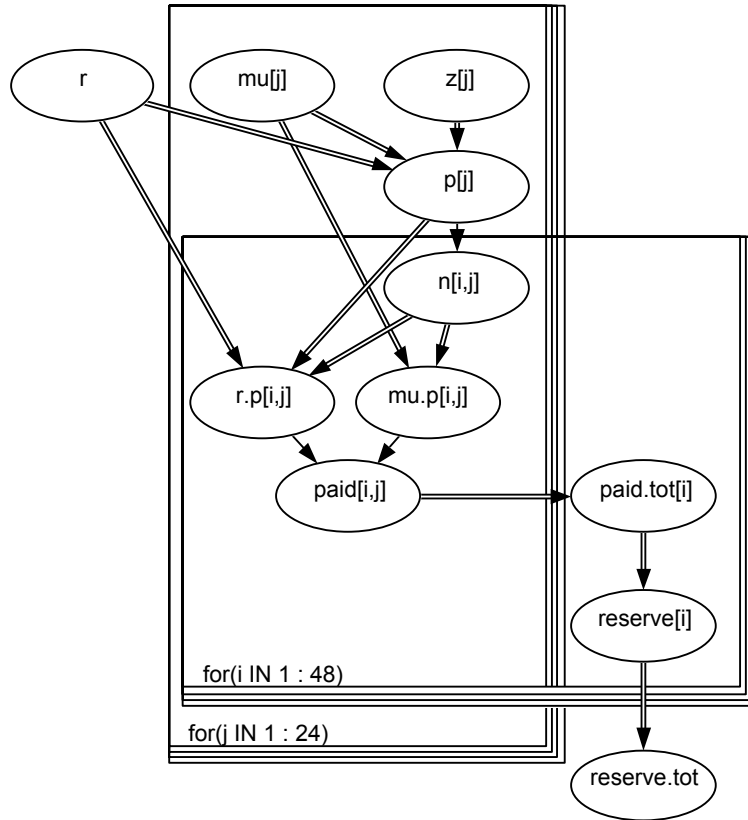 r
mu[j]
z[j]
p[j]
n[i,j]
r.p[i,j]
mu.p[i,j]
paid[i,j]
paid.tot[i]
reserve[i]
for(i IN 1 : 48)
for(j IN 1 : 24)
reserve.tot